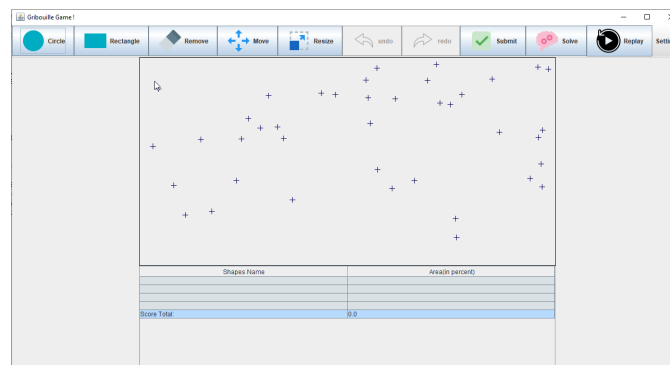 Gribouille Game !
Circle Rectangle Remove Move Resize undo redo Submit Solve Replay
Shapes Name Area(in percent)
Score Total: 0.0